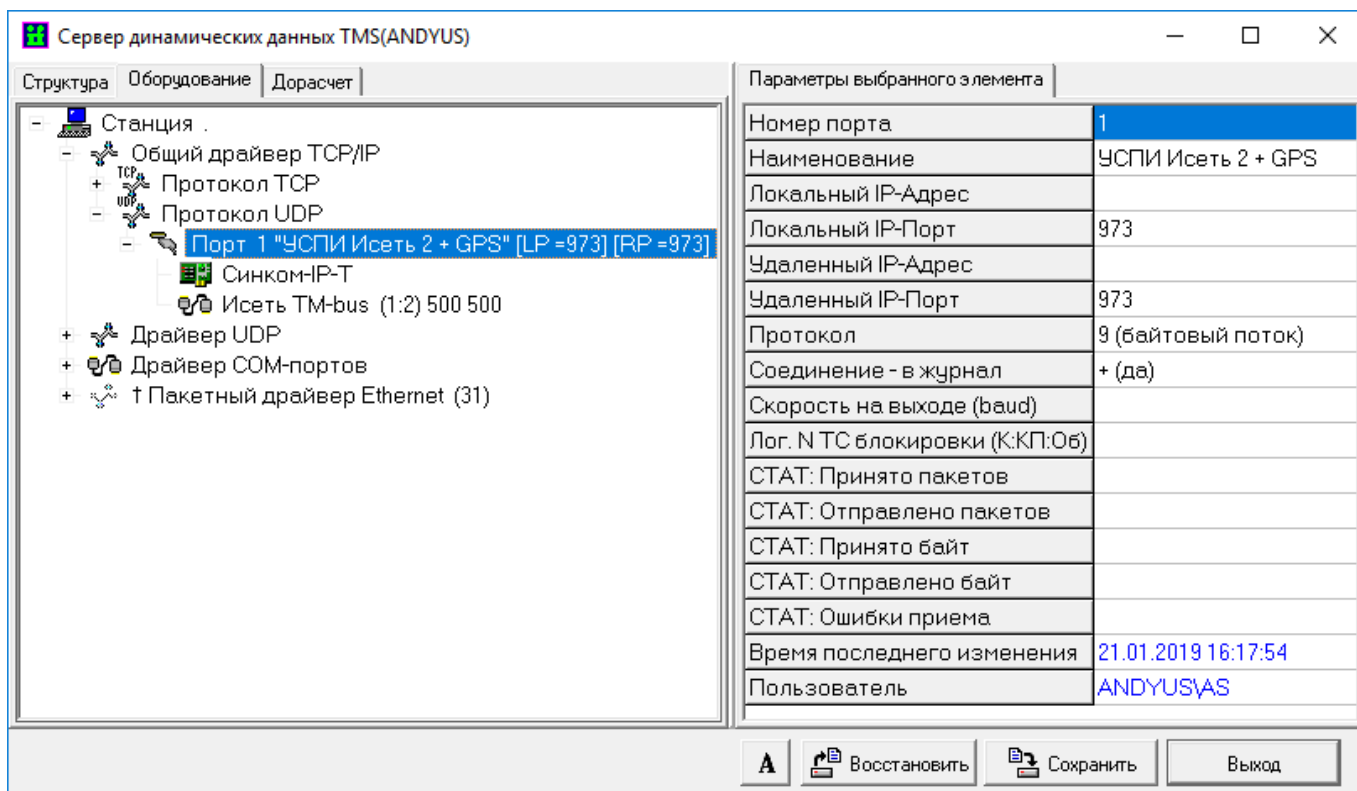 Сервер динамических данных TMS(ANDYUS)
Структура Оборудование Дорасчет
Станция .
Общий драйвер TCP/IP
TCP Протокол TCP
UDP Протокол UDP
Порт 1 "УСПИ Исеть 2 + GPS" [LP =973] [RP =973]
Синком-IP-T
Исеть TM-bus (1:2) 500 500
Драйвер UDP
Драйвер COM-портов
† Пакетный драйвер Ethernet (31)
Параметры выбранного элемента
Номер порта 1
Наименование УСПИ Исеть 2 + GPS
Локальный IP-Адрес
Локальный IP-Порт 973
Удаленный IP-Адрес
Удаленный IP-Порт 973
Протокол 9 (байтовый поток)
Соединение - в журнал + (да)
Скорость на выходе (baud)
Лог. N ТС блокировки (К:КП:Об)
СТАТ: Принято пакетов
СТАТ: Отправлено пакетов
СТАТ: Принято байт
СТАТ: Отправлено байт
СТАТ: Ошибки приема
Время последнего изменения 21.01.2019 16:17:54
Пользователь ANDYUS\AS
A Восстановить Сохранить Выход